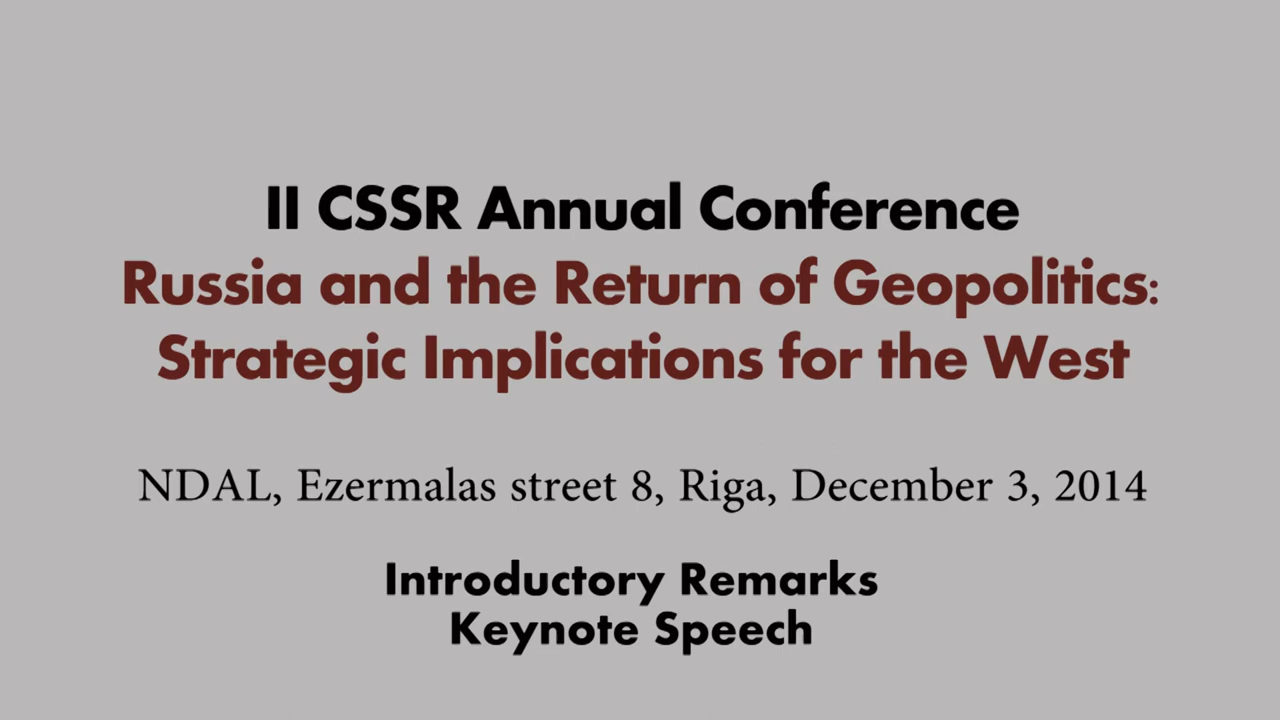 II CSSR Annual Conference
Russia and the Return of Geopolitics:
Strategic Implications for the West
NDAL, Ezermalas street 8, Riga, December 3, 2014
Introductory Remarks
Keynote Speech